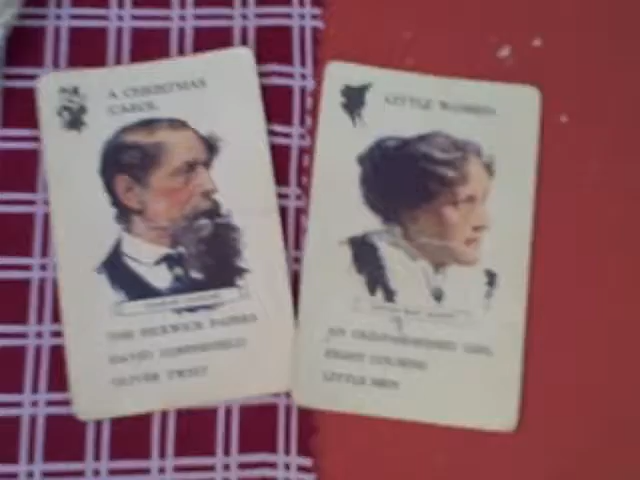 A CHRISTMAS
CAROL
THE PICKWICK PAPERS
DAVID COPPERFIELD
OLIVER TWIST
LITTLE WOMEN
AN OLD-FASHIONED GIRL
EIGHT COUSINS
LITTLE MEN